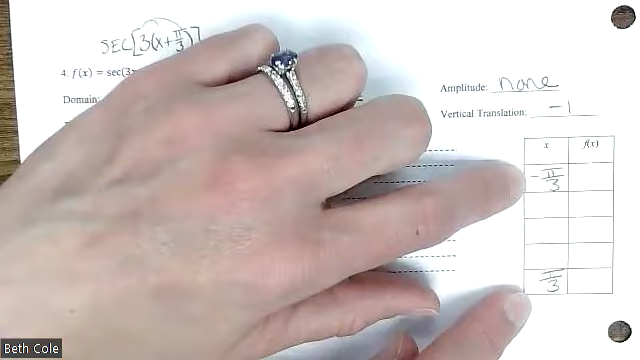 SEC[3(x+π/3)]
4. f(x) = sec(3
Amplitude: none
Domain:
Vertical Translation: -1
x f(x)
-π/3
π/3
Beth Cole